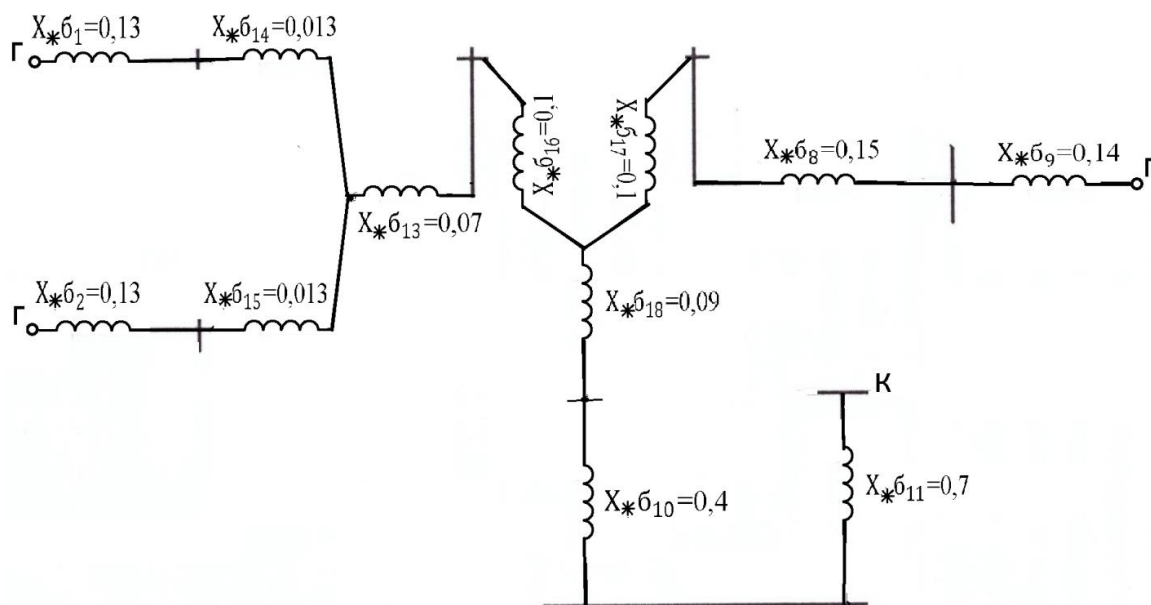 Х*б₁=0,13
Х*б₁₄=0,013
Г
Х*б₁₆=0,1
Х*б₁₇=0,1
Х*б₈=0,15
Х*б₉=0,14
Г
Х*б₁₃=0,07
Х*б₂=0,13
Х*б₁₅=0,013
Г
Х*б₁₈=0,09
К
Х*б₁₀=0,4
Х*б₁₁=0,7